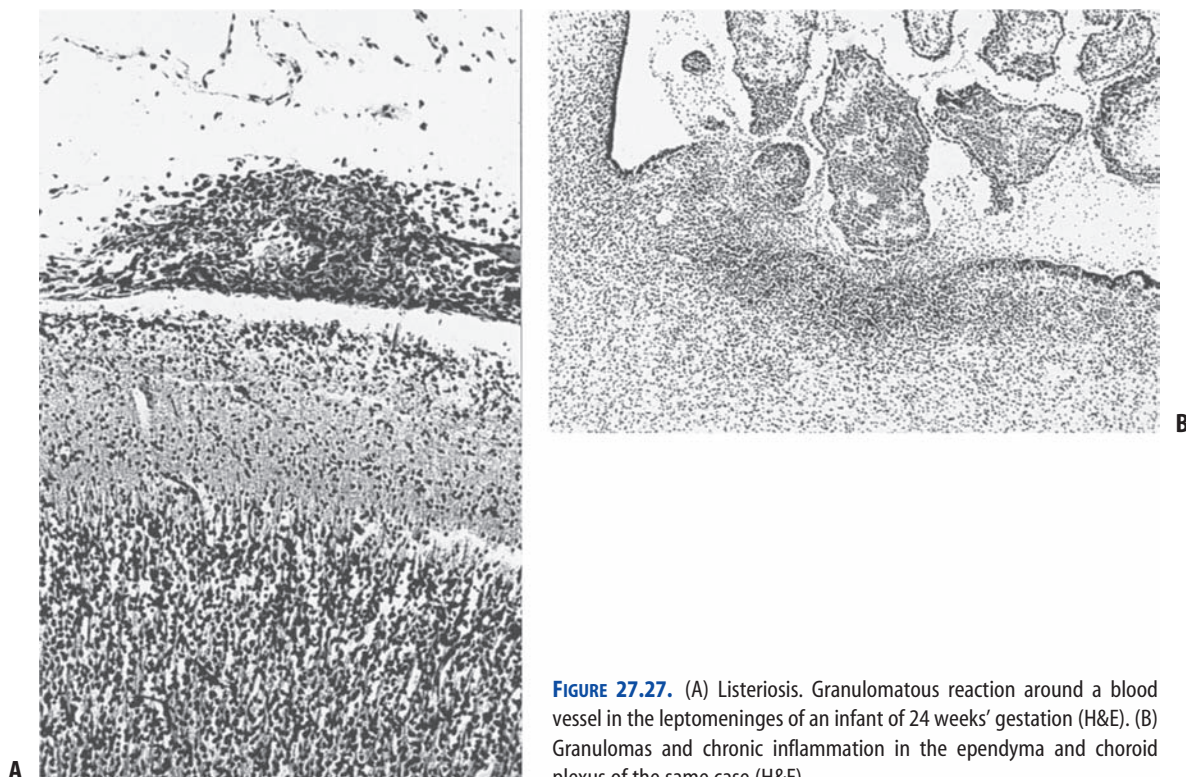 B
A
FIGURE 27.27. (A) Listeriosis. Granulomatous reaction around a blood
vessel in the leptomeninges of an infant of 24 weeks’ gestation (H&E). (B)
Granulomas and chronic inflammation in the ependyma and choroid
plexus of the same case (H&E).